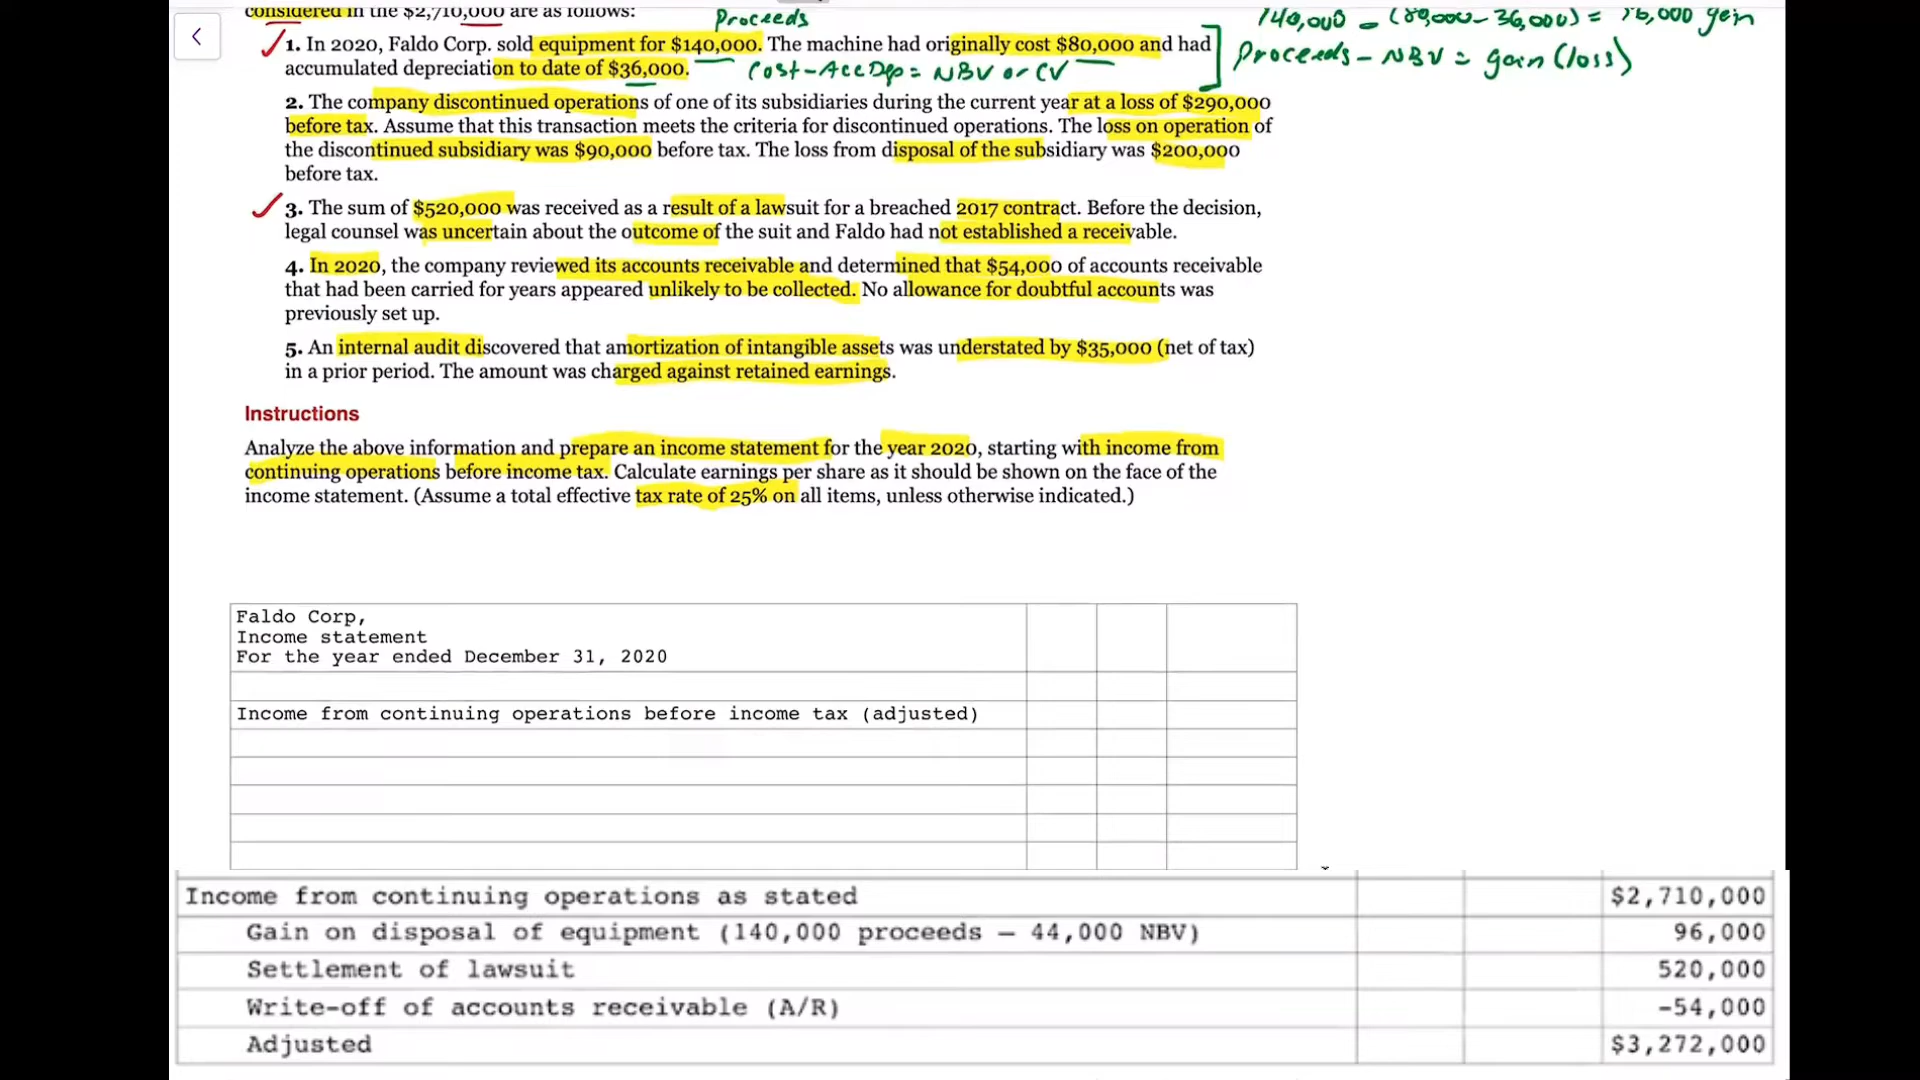 considered in the $2,710,000 are as follows:
Proceeds
140,000 - (80,000-36,000) = 96,000 gain
1. In 2020, Faldo Corp. sold equipment for $140,000. The machine had originally cost $80,000 and had
Proceeds - NBV = gain (loss)
accumulated depreciation to date of $36,000.
Cost-AccDep = NBV or CV
2. The company discontinued operations of one of its subsidiaries during the current year at a loss of $290,000
before tax. Assume that this transaction meets the criteria for discontinued operations. The loss on operation of
the discontinued subsidiary was $90,000 before tax. The loss from disposal of the subsidiary was $200,000
before tax.
3. The sum of $520,000 was received as a result of a lawsuit for a breached 2017 contract. Before the decision,
legal counsel was uncertain about the outcome of the suit and Faldo had not established a receivable.
4. In 2020, the company reviewed its accounts receivable and determined that $54,000 of accounts receivable
that had been carried for years appeared unlikely to be collected. No allowance for doubtful accounts was
previously set up.
5. An internal audit discovered that amortization of intangible assets was understated by $35,000 (net of tax)
in a prior period. The amount was charged against retained earnings.
Instructions
Analyze the above information and prepare an income statement for the year 2020, starting with income from
continuing operations before income tax. Calculate earnings per share as it should be shown on the face of the
income statement. (Assume a total effective tax rate of 25% on all items, unless otherwise indicated.)
Faldo Corp,
Income statement
For the year ended December 31, 2020
Income from continuing operations before income tax (adjusted)
Income from continuing operations as stated $2,710,000
Gain on disposal of equipment (140,000 proceeds – 44,000 NBV) 96,000
Settlement of lawsuit 520,000
Write-off of accounts receivable (A/R) -54,000
Adjusted $3,272,000